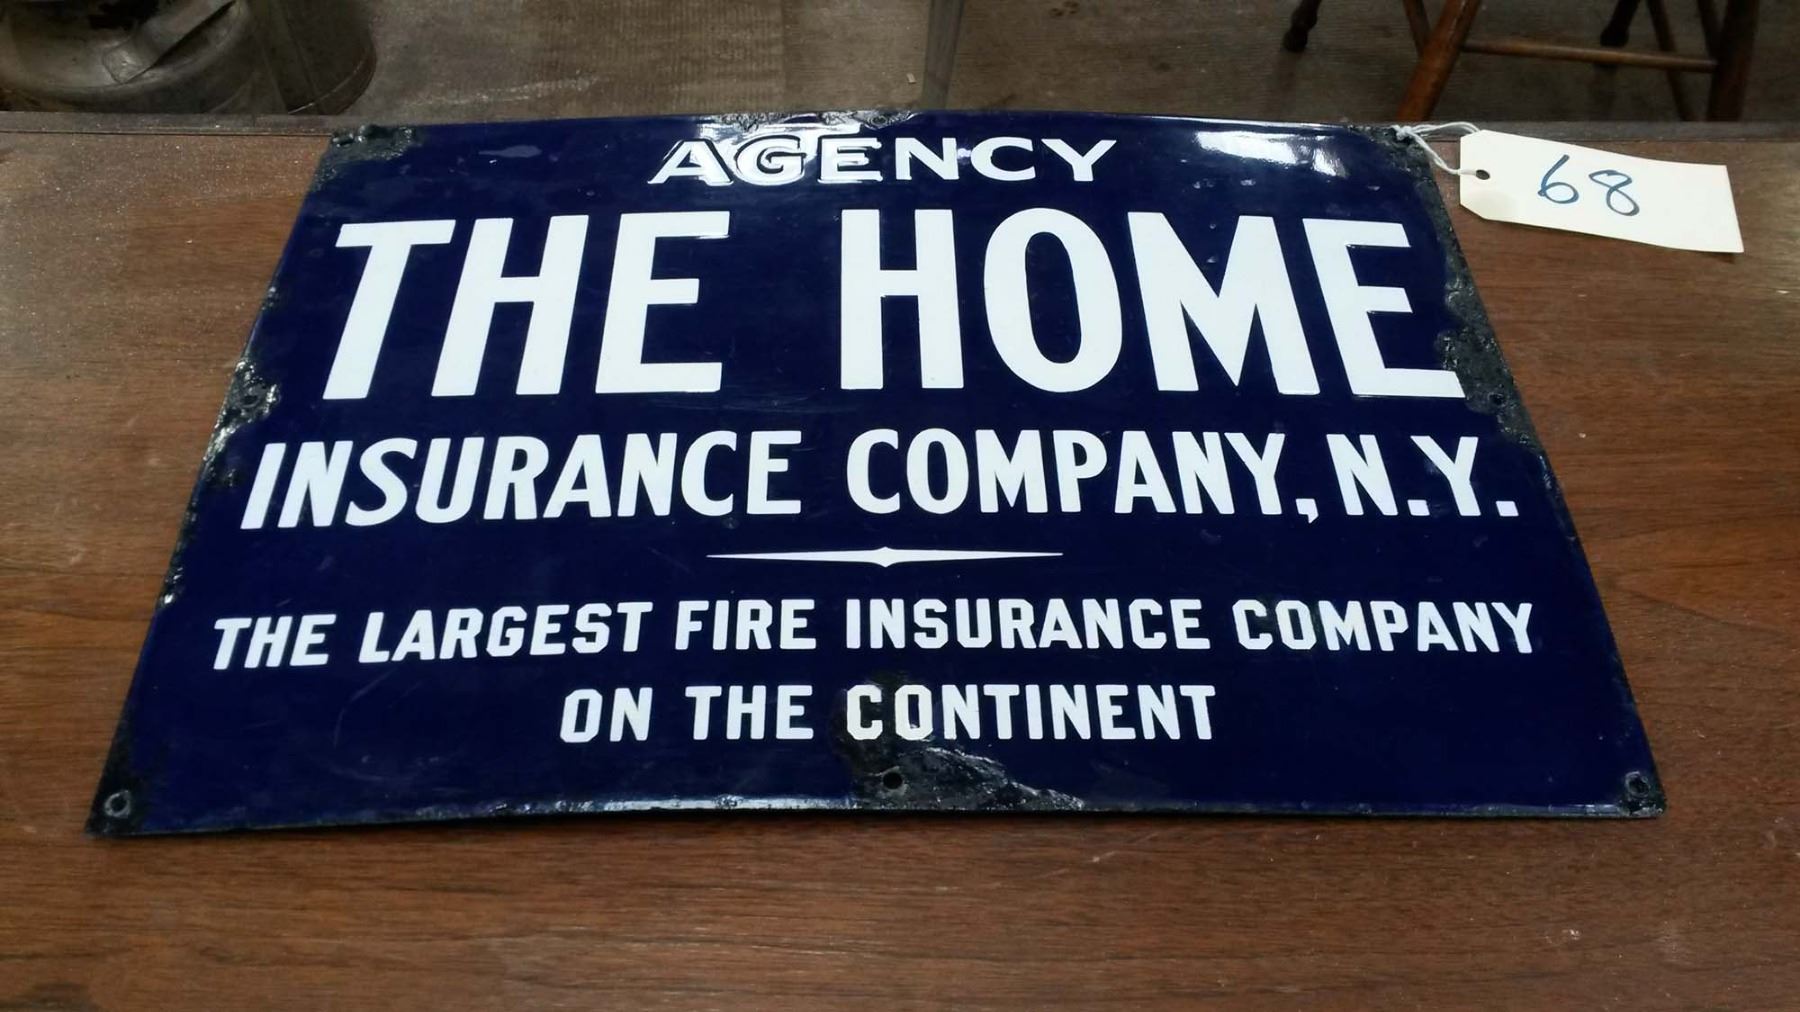 AGENCY
THE HOME
INSURANCE COMPANY, N.Y.
THE LARGEST FIRE INSURANCE COMPANY
ON THE CONTINENT
68